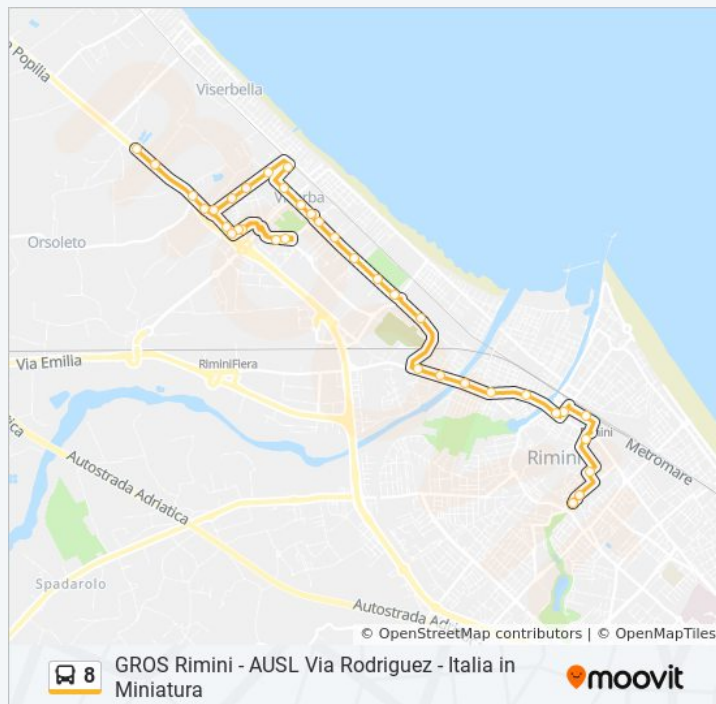 Popilia
Viserbella
Orsoleto
Via Emilia
RiminiFiera
Rimini
Metromare
Autostrada Adriatica
Spadarolo
Autostrada Adriatica
© OpenStreetMap contributors | © OpenMapTiles
8 GROS Rimini - AUSL Via Rodriguez - Italia in
Miniatura
moovit